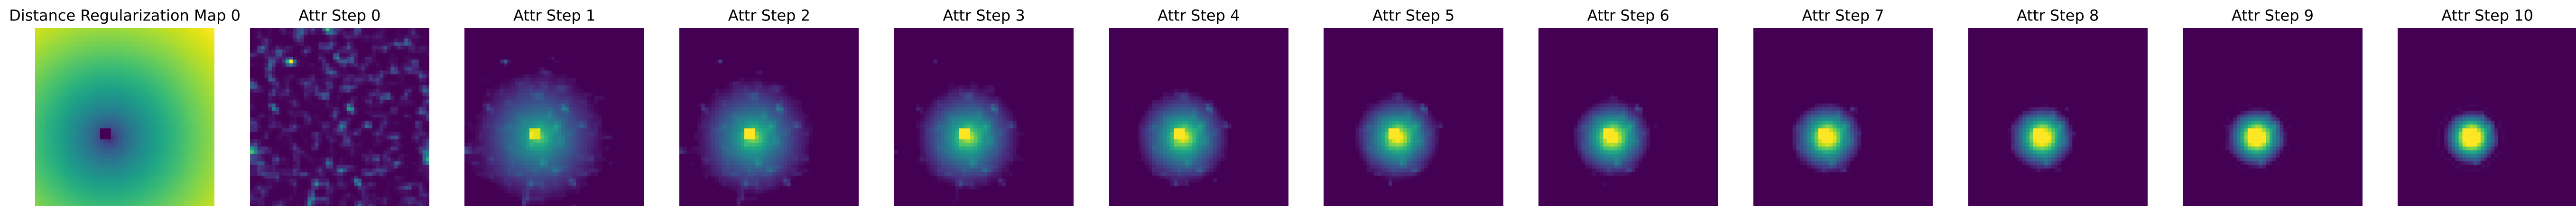 Distance Regularization Map 0
Attr Step 0
Attr Step 1
Attr Step 2
Attr Step 3
Attr Step 4
Attr Step 5
Attr Step 6
Attr Step 7
Attr Step 8
Attr Step 9
Attr Step 10